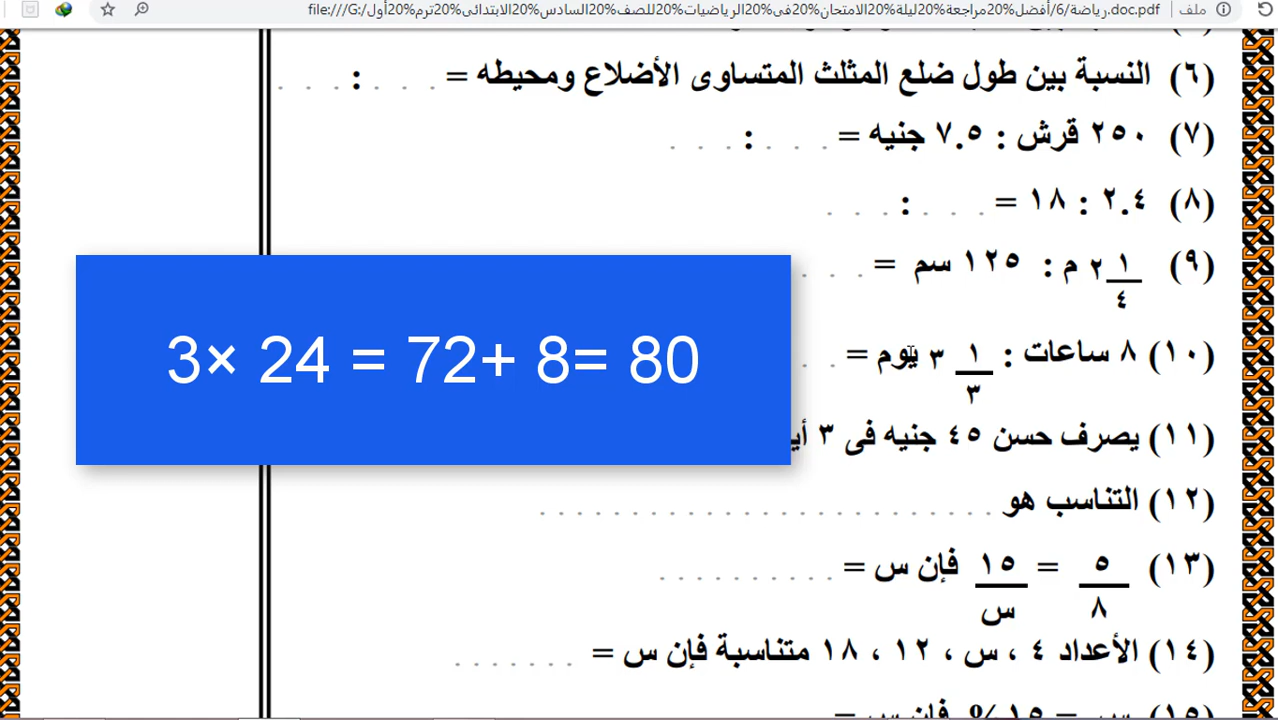 file:///G:/رياضة/6/أفضل%20مراجعة%20ليلة%20الامتحان%20فى%20الرياضيات%20للصف%20السادس%20الابتدائى%20ترم%20أول.doc.pdf ملف
(٦) النسبة بين طول ضلع المثلث المتساوى الأضلاع ومحيطه = . . . : . . .
(٧) ٢٥٠ قرش : ٧.٥ جنيه = . . . : . . .
(٨) ٢.٤ : ١٨ = . . . : . . .
(٩) ٢ ١/٤ م : ١٢٥ سم = . . .
3× 24 = 72+ 8= 80
(١٠) ٨ ساعات : ٣ ١/٣ يوم = . . .
(١١) يصرف حسن ٤٥ جنيه فى ٣
(١٢) التناسب هو . . . . . . . . . . . . . . . . . . . . . .
(١٣) ٥/٨ = ١٥/س فإن س = . . . . . . . . . .
(١٤) الأعداد ٤ ، س ، ١٢ ، ١٨ متناسبة فإن س = . . . . . . .